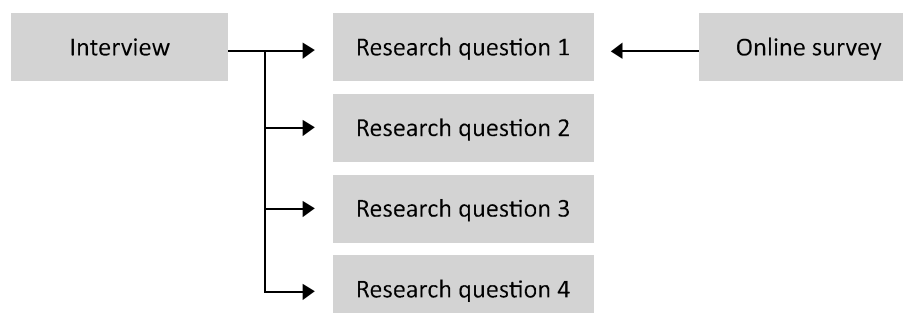 Interview
Research question 1
Online survey
Research question 2
Research question 3
Research question 4